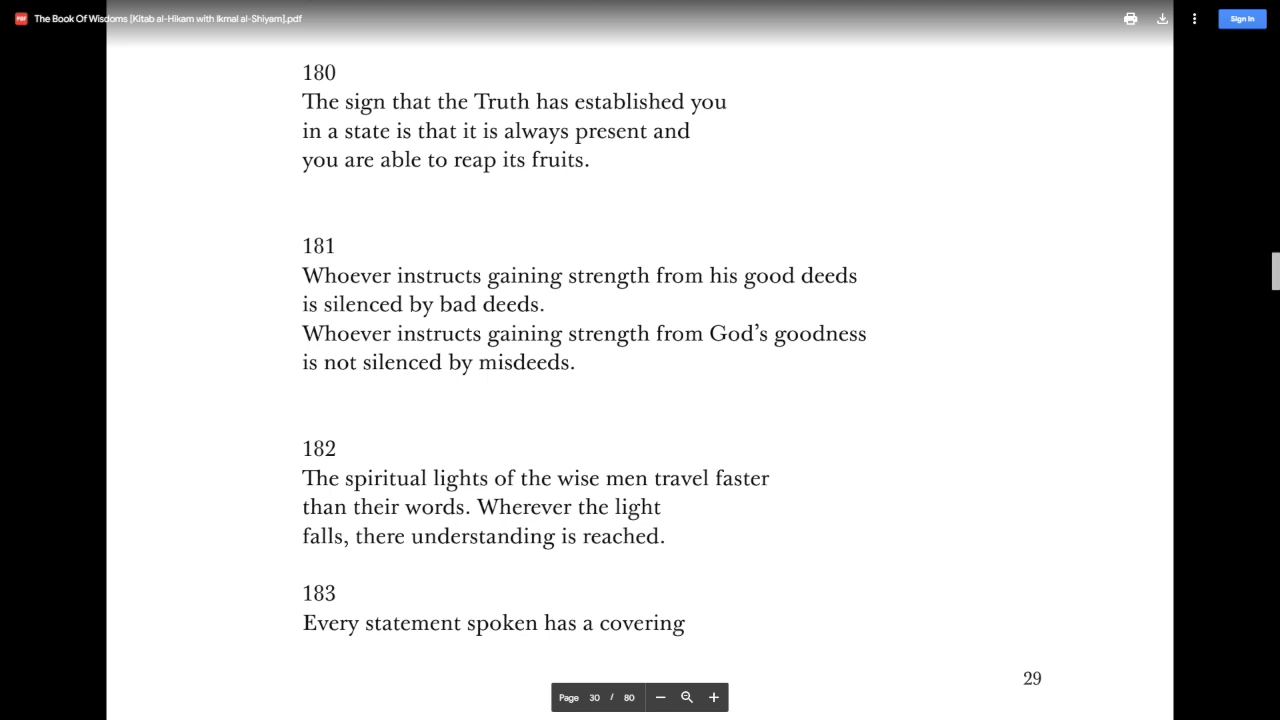 The Book Of Wisdoms [Kitab al-Hikam with Ikmal al-Shiyam].pdf
Sign in
180
The sign that the Truth has established you
in a state is that it is always present and
you are able to reap its fruits.
181
Whoever instructs gaining strength from his good deeds
is silenced by bad deeds.
Whoever instructs gaining strength from God’s goodness
is not silenced by misdeeds.
182
The spiritual lights of the wise men travel faster
than their words. Wherever the light
falls, there understanding is reached.
183
Every statement spoken has a covering
29
Page 30 / 80